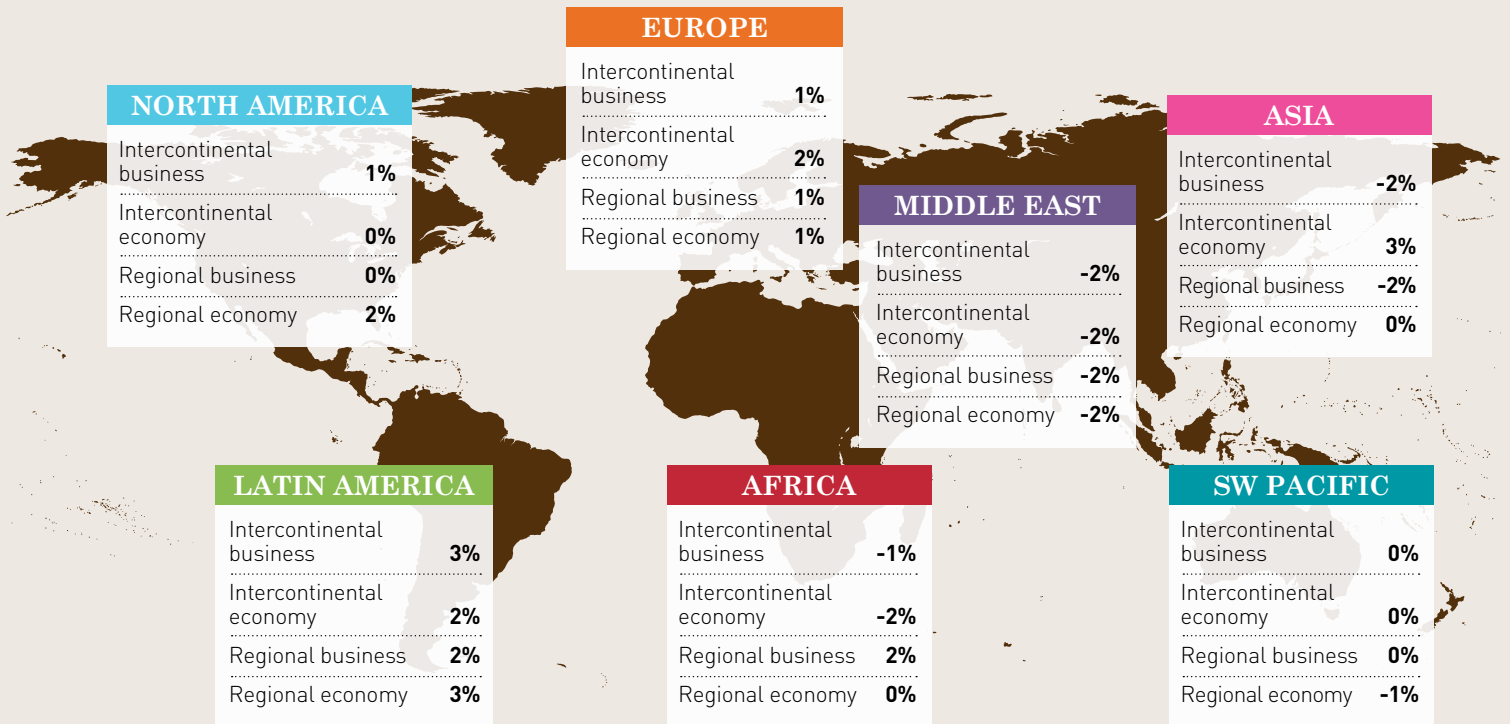 EUROPE
Intercontinental
business 1%
Intercontinental
economy 2%
Regional business 1%
Regional economy 1%
NORTH AMERICA
Intercontinental
business 1%
Intercontinental
economy 0%
Regional business 0%
Regional economy 2%
ASIA
Intercontinental
business -2%
Intercontinental
economy 3%
Regional business -2%
Regional economy 0%
MIDDLE EAST
Intercontinental
business -2%
Intercontinental
economy -2%
Regional business -2%
Regional economy -2%
LATIN AMERICA
Intercontinental
business 3%
Intercontinental
economy 2%
Regional business 2%
Regional economy 3%
AFRICA
Intercontinental
business -1%
Intercontinental
economy -2%
Regional business 2%
Regional economy 0%
SW PACIFIC
Intercontinental
business 0%
Intercontinental
economy 0%
Regional business 0%
Regional economy -1%